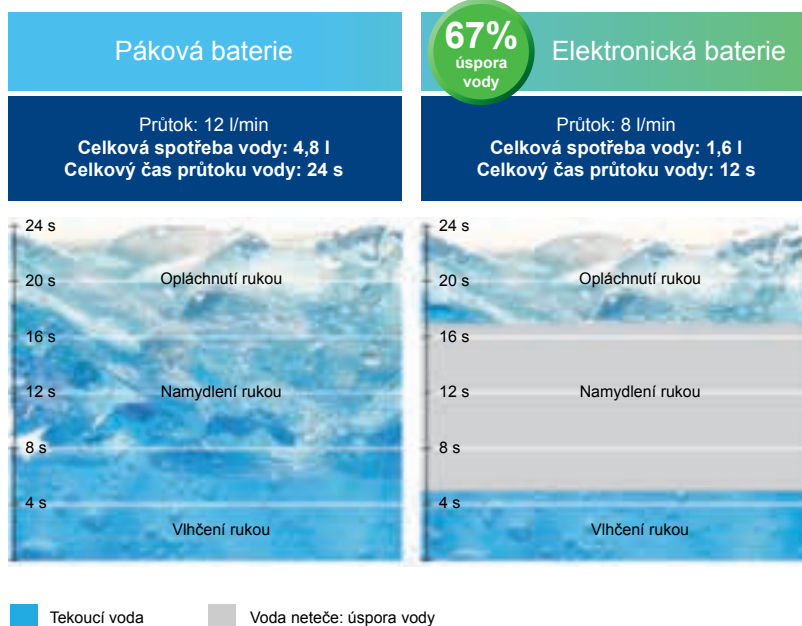 Páková baterie
67%
úspora
vody
Elektronická baterie
Průtok: 12 l/min
Celková spotřeba vody: 4,8 l
Celkový čas průtoku vody: 24 s
Průtok: 8 l/min
Celková spotřeba vody: 1,6 l
Celkový čas průtoku vody: 12 s
24 s
20 s
Opláchnutí rukou
16 s
12 s
Namydlení rukou
8 s
4 s
Vlhčení rukou
24 s
20 s
Opláchnutí rukou
16 s
12 s
Namydlení rukou
8 s
4 s
Vlhčení rukou
Tekoucí voda
Voda neteče: úspora vody